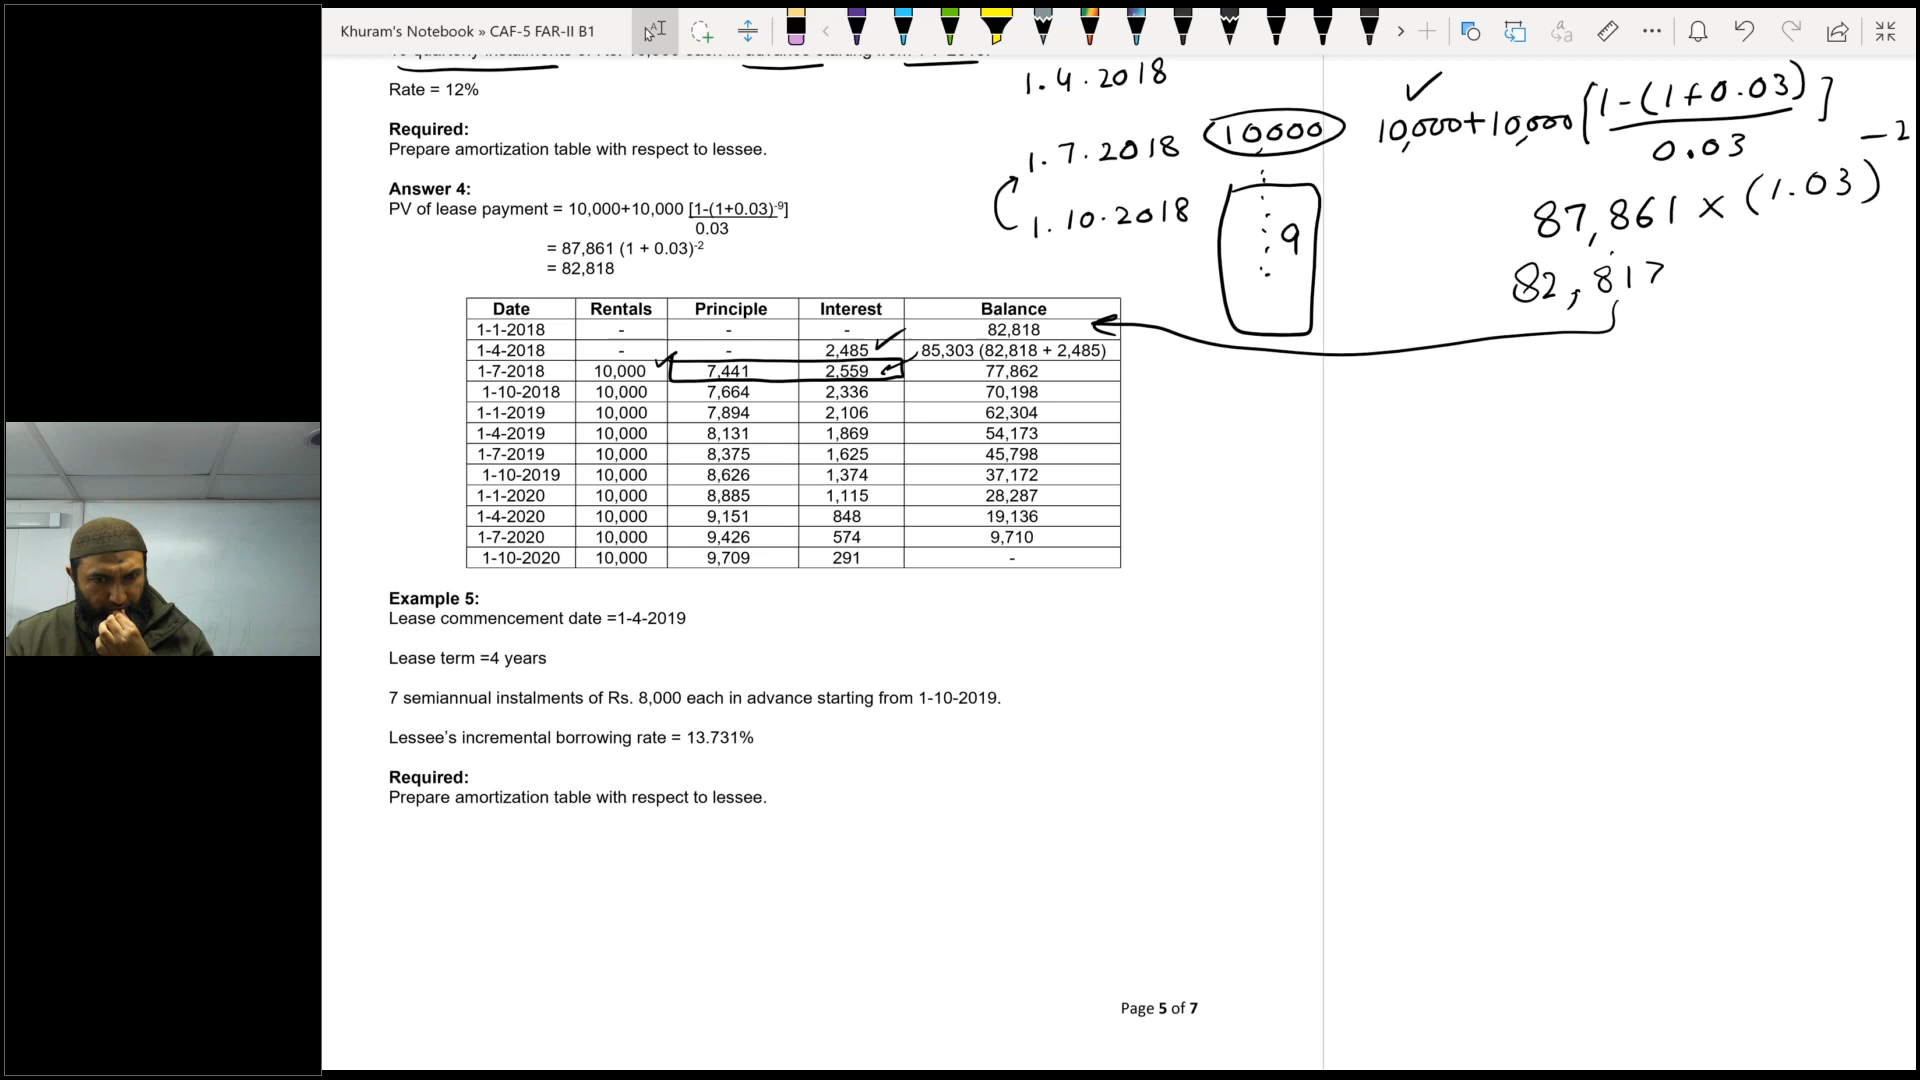 Khuram's Notebook » CAF-5 FAR-II B1
Rate = 12%
Required:
Prepare amortization table with respect to lessee.
Answer 4:
PV of lease payment = 10,000+10,000 [1-(1+0.03)-9]
0.03
= 87,861 (1 + 0.03)-2
= 82,818
1.4.2018
1.7.2018
1.10.2018
10000
9
10,000+10,000[1-(1+0.03)]
0.03
-2
87,861 x (1.03)
82,817
Date Rentals Principle Interest Balance
1-1-2018 - - - 82,818
1-4-2018 - - 2,485 85,303 (82,818 + 2,485)
1-7-2018 10,000 7,441 2,559 77,862
1-10-2018 10,000 7,664 2,336 70,198
1-1-2019 10,000 7,894 2,106 62,304
1-4-2019 10,000 8,131 1,869 54,173
1-7-2019 10,000 8,375 1,625 45,798
1-10-2019 10,000 8,626 1,374 37,172
1-1-2020 10,000 8,885 1,115 28,287
1-4-2020 10,000 9,151 848 19,136
1-7-2020 10,000 9,426 574 9,710
1-10-2020 10,000 9,709 291 -
Example 5:
Lease commencement date =1-4-2019
Lease term =4 years
7 semiannual instalments of Rs. 8,000 each in advance starting from 1-10-2019.
Lessee's incremental borrowing rate = 13.731%
Required:
Prepare amortization table with respect to lessee.
Page 5 of 7